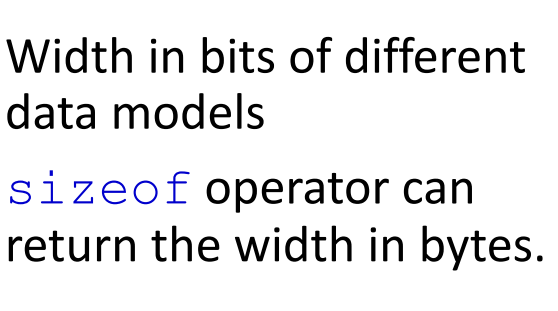 Width in bits of different
data models
sizeof operator can
return the width in bytes.